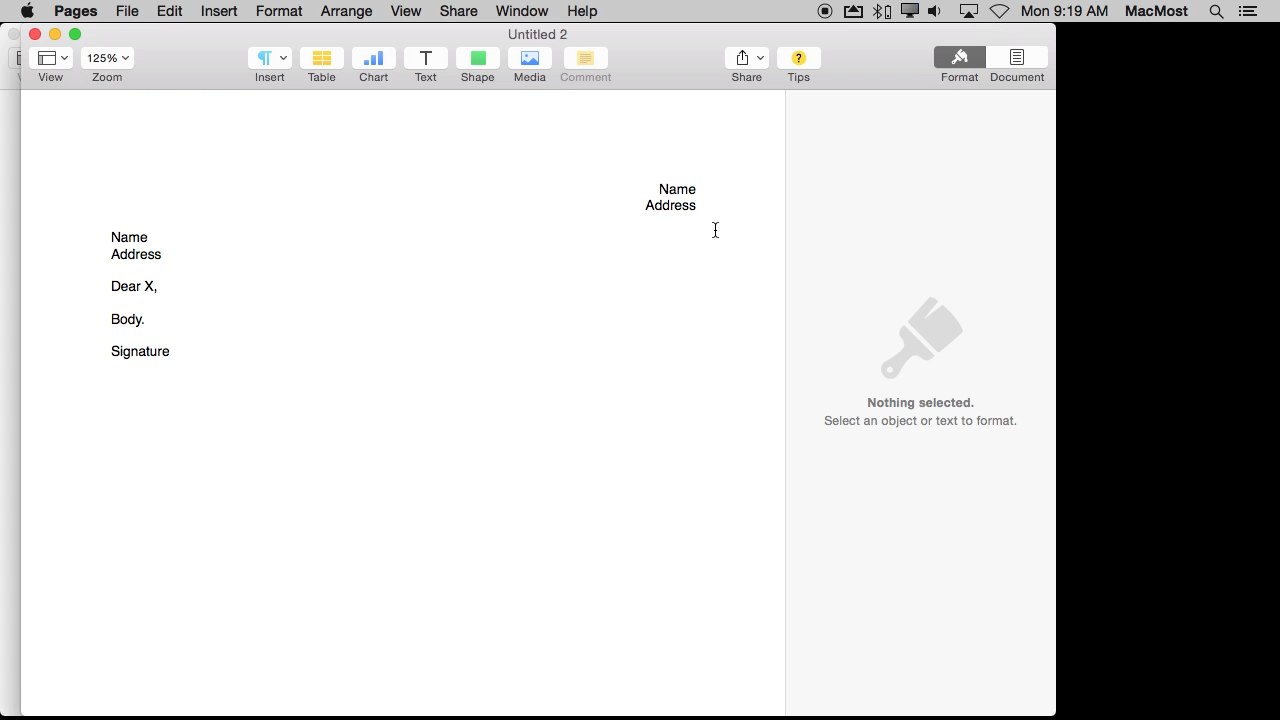 Pages File Edit Insert Format Arrange View Share Window Help Mon 9:19 AM MacMost
Untitled 2
125%
View Zoom Insert Table Chart Text Shape Media Comment Share Tips Format Document
Name
Address
Name
Address
Dear X,
Body.
Signature
Nothing selected.
Select an object or text to format.